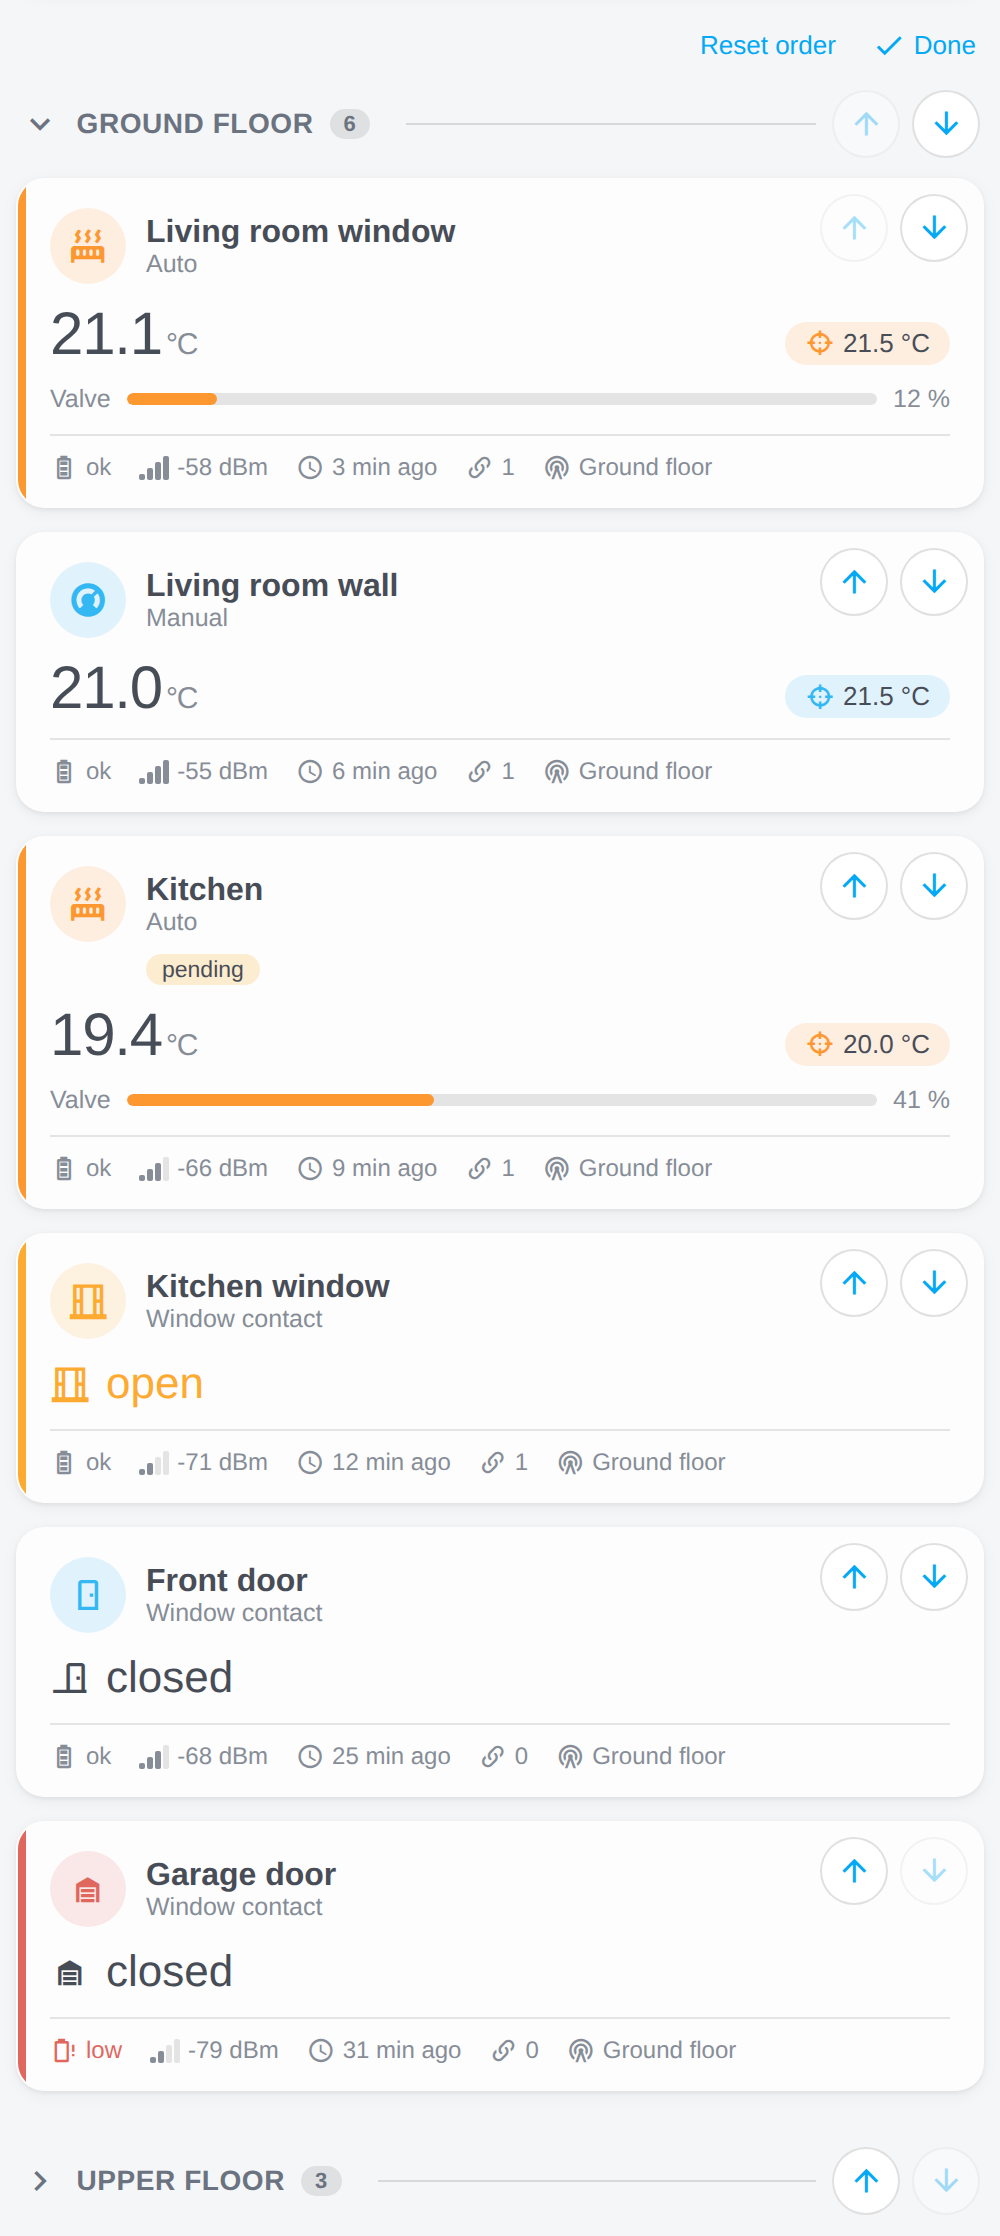 Reset order
Done
GROUND FLOOR 6
Living room window
Auto
21.1 °C
21.5 °C
Valve
12 %
ok
-58 dBm
3 min ago
1
Ground floor
Living room wall
Manual
21.0 °C
21.5 °C
ok
-55 dBm
6 min ago
1
Ground floor
Kitchen
Auto
pending
19.4 °C
20.0 °C
Valve
41 %
ok
-66 dBm
9 min ago
1
Ground floor
Kitchen window
Window contact
open
ok
-71 dBm
12 min ago
1
Ground floor
Front door
Window contact
closed
ok
-68 dBm
25 min ago
0
Ground floor
Garage door
Window contact
closed
low
-79 dBm
31 min ago
0
Ground floor
UPPER FLOOR 3